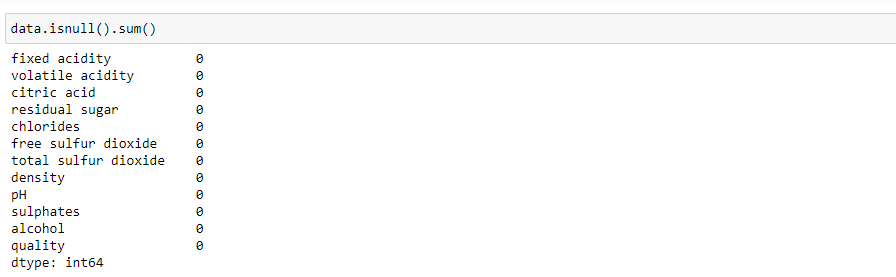 data.isnull().sum()
fixed acidity 0
volatile acidity 0
citric acid 0
residual sugar 0
chlorides 0
free sulfur dioxide 0
total sulfur dioxide 0
density 0
pH 0
sulphates 0
alcohol 0
quality 0
dtype: int64